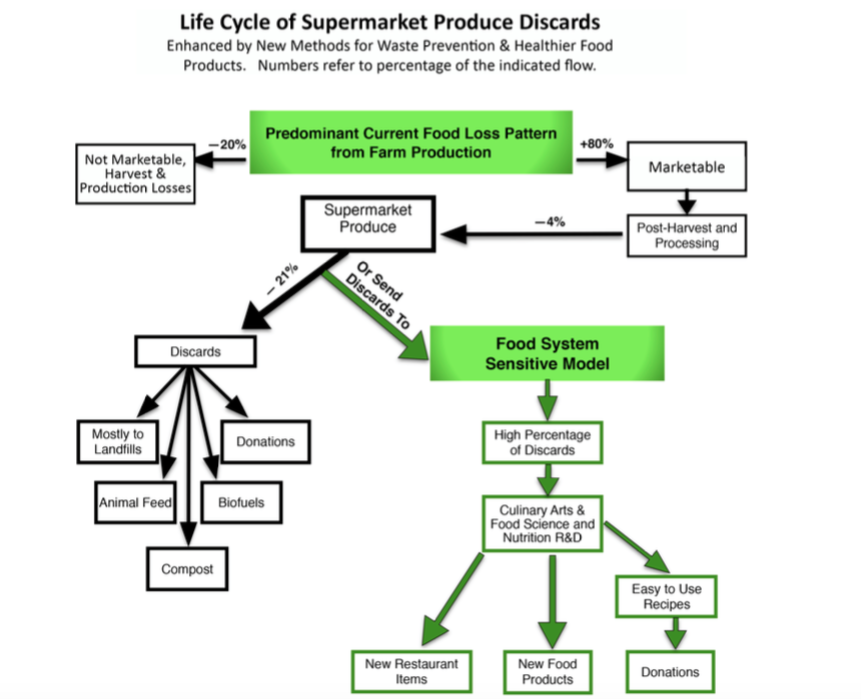 Life Cycle of Supermarket Produce Discards
Enhanced by New Methods for Waste Prevention & Healthier Food
Products. Numbers refer to percentage of the indicated flow.
Predominant Current Food Loss Pattern
from Farm Production
—20%
+80%
Not Marketable,
Harvest &
Production Losses
Marketable
Supermarket
Produce
—4%
Post-Harvest and
Processing
— 21%
Or Send
Discards To
Discards
Food System
Sensitive Model
Mostly to
Landfills
Donations
High Percentage
of Discards
Animal Feed
Biofuels
Culinary Arts &
Food Science and
Nutrition R&D
Compost
Easy to Use
Recipes
New Restaurant
Items
New Food
Products
Donations